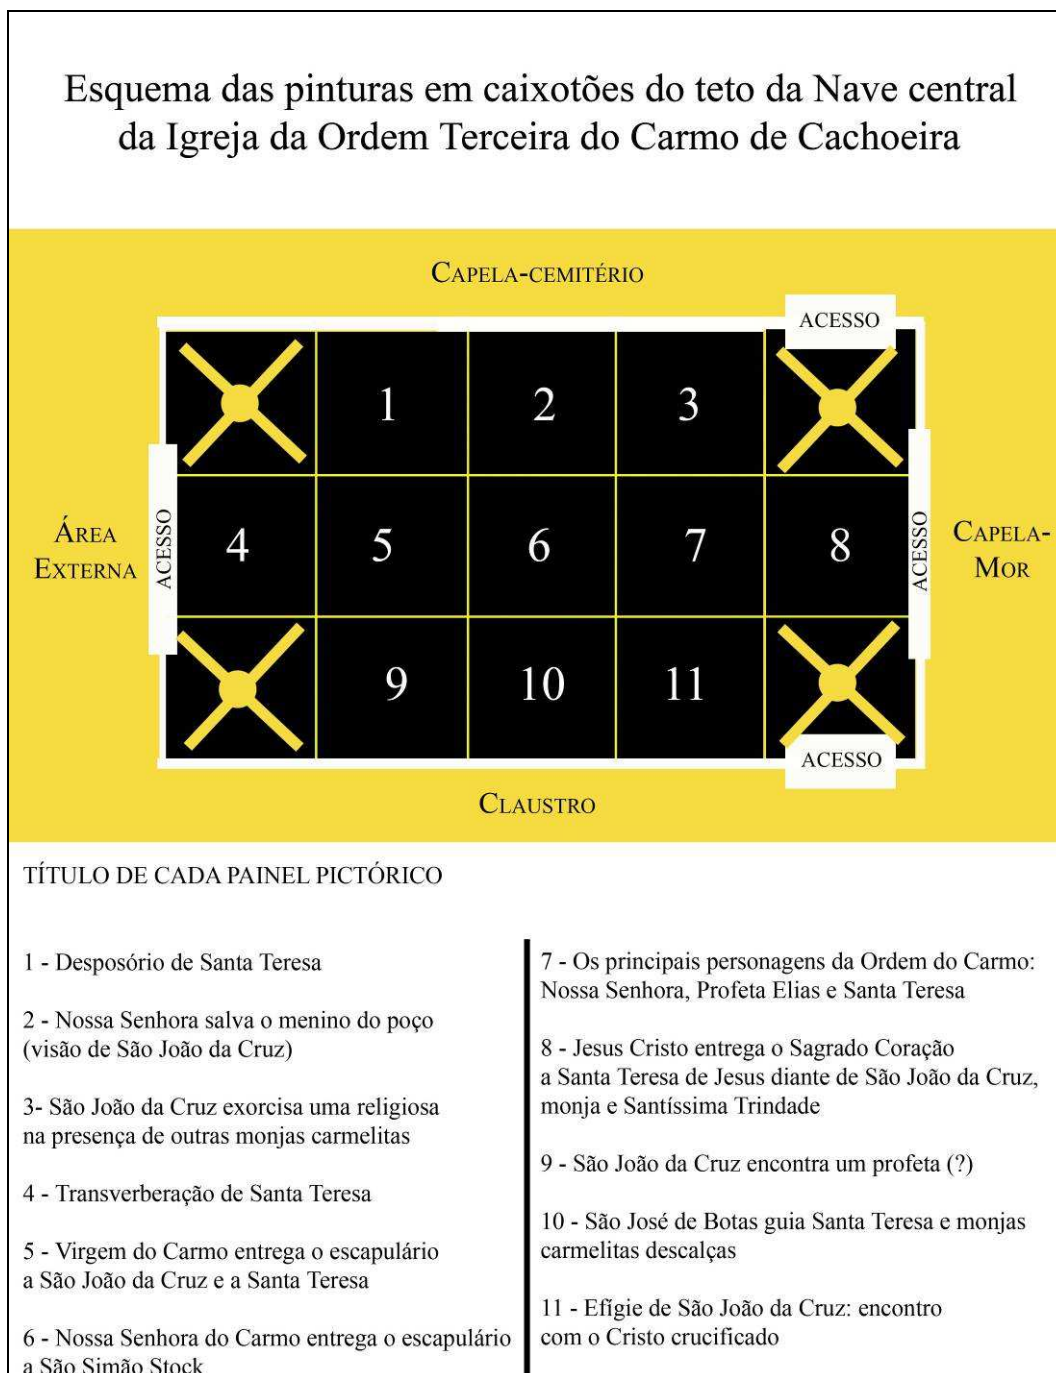 Esquema das pinturas em caixotões do teto da Nave central
da Igreja da Ordem Terceira do Carmo de Cachoeira
CAPELA-CEMITÉRIO
ACESSO
1
2
3
ÁREA
EXTERNA
ACESSO
4
5
6
7
8
ACESSO
CAPELA-
MOR
9
10
11
ACESSO
CLAUSTRO
TÍTULO DE CADA PAINEL PICTÓRICO
1 - Desposório de Santa Teresa
2 - Nossa Senhora salva o menino do poço
(visão de São João da Cruz)
3- São João da Cruz exorcisa uma religiosa
na presença de outras monjas carmelitas
4 - Transverberação de Santa Teresa
5 - Virgem do Carmo entrega o escapulário
a São João da Cruz e a Santa Teresa
6 - Nossa Senhora do Carmo entrega o escapulário
a São Simão Stock
7 - Os principais personagens da Ordem do Carmo:
Nossa Senhora, Profeta Elias e Santa Teresa
8 - Jesus Cristo entrega o Sagrado Coração
a Santa Teresa de Jesus diante de São João da Cruz,
monja e Santíssima Trindade
9 - São João da Cruz encontra um profeta (?)
10 - São José de Botas guia Santa Teresa e monjas
carmelitas descalças
11 - Efígie de São João da Cruz: encontro
com o Cristo crucificado